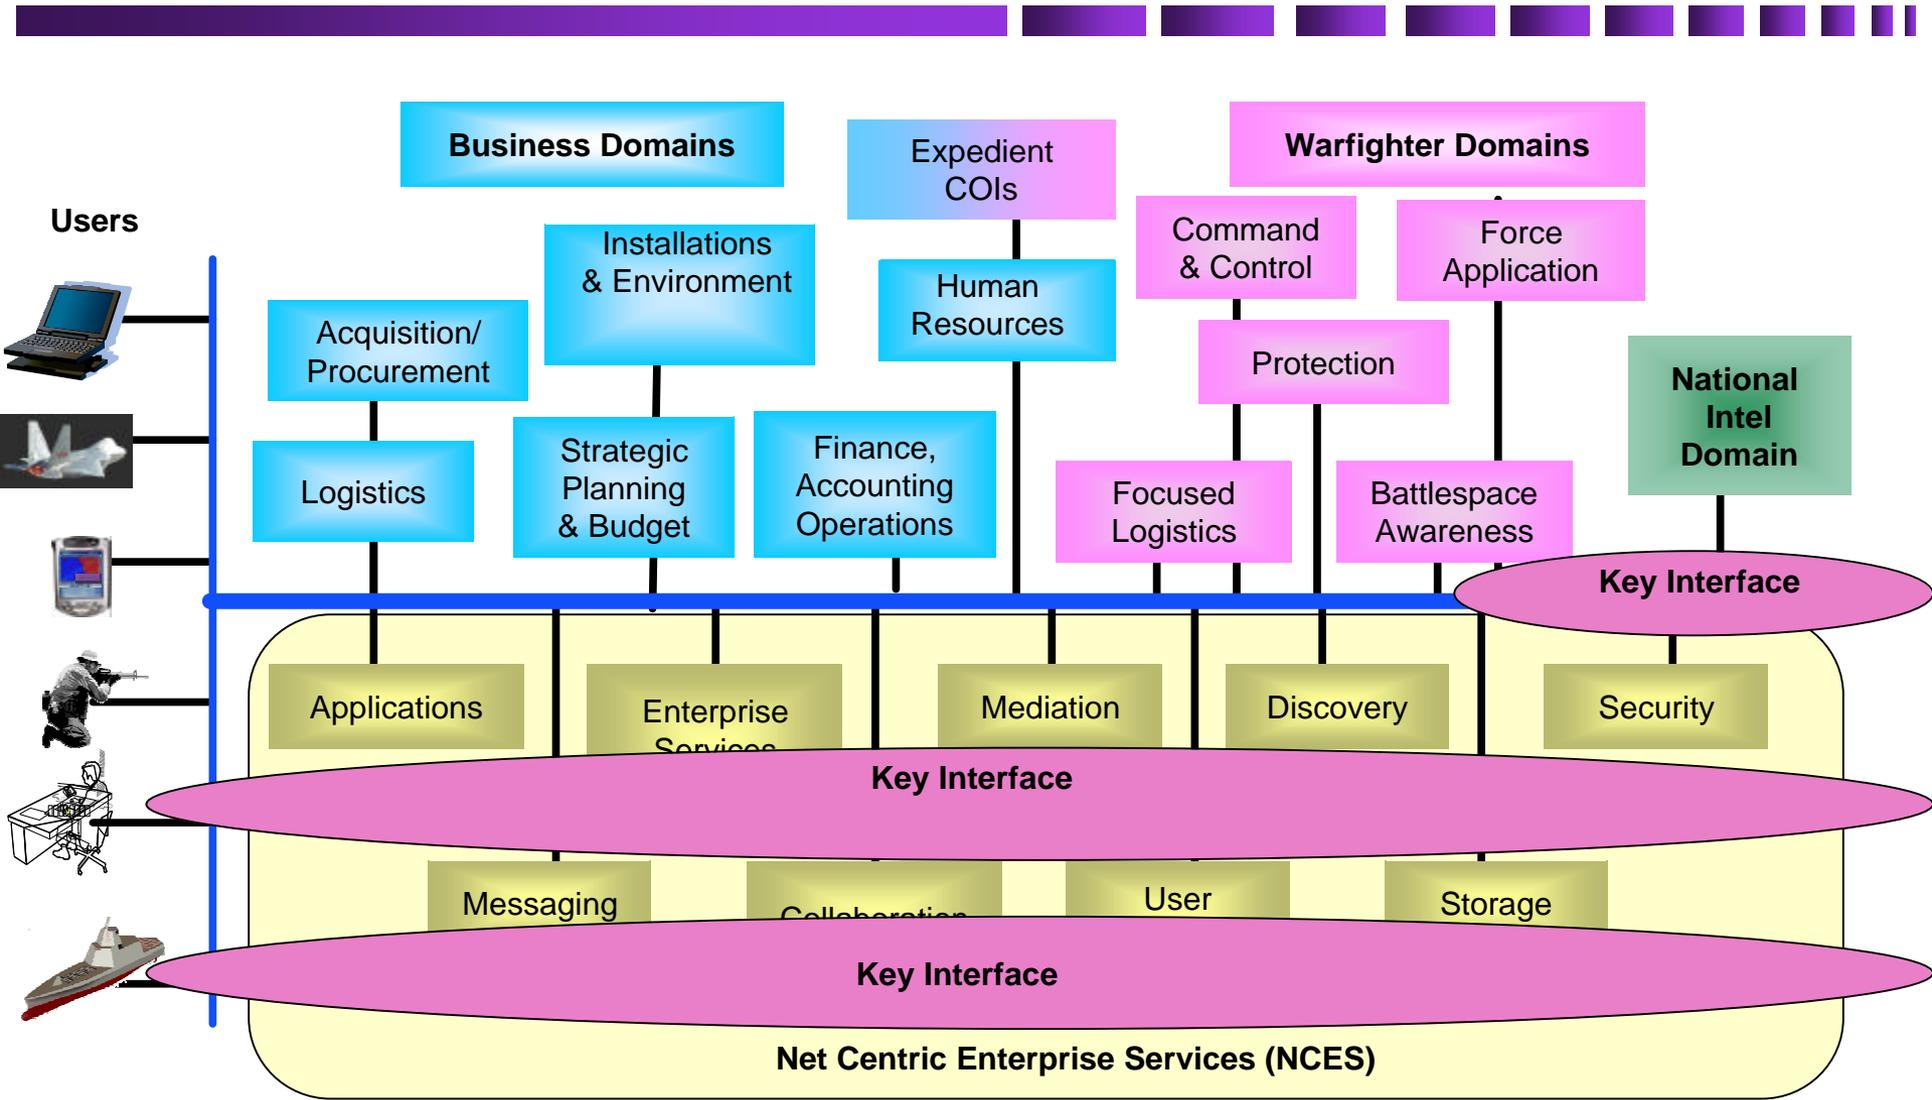 Business Domains
Expedient
COIs
Warfighter Domains
Users
Installations
& Environment
Command
& Control
Force
Application
Human
Resources
Acquisition/
Procurement
Protection
National
Intel
Domain
Logistics
Strategic
Planning
& Budget
Finance,
Accounting
Operations
Focused
Logistics
Battlespace
Awareness
Key Interface
Applications
Enterprise
Services
Mediation
Discovery
Security
Key Interface
Messaging
Collaboration
User
Storage
Key Interface
Net Centric Enterprise Services (NCES)